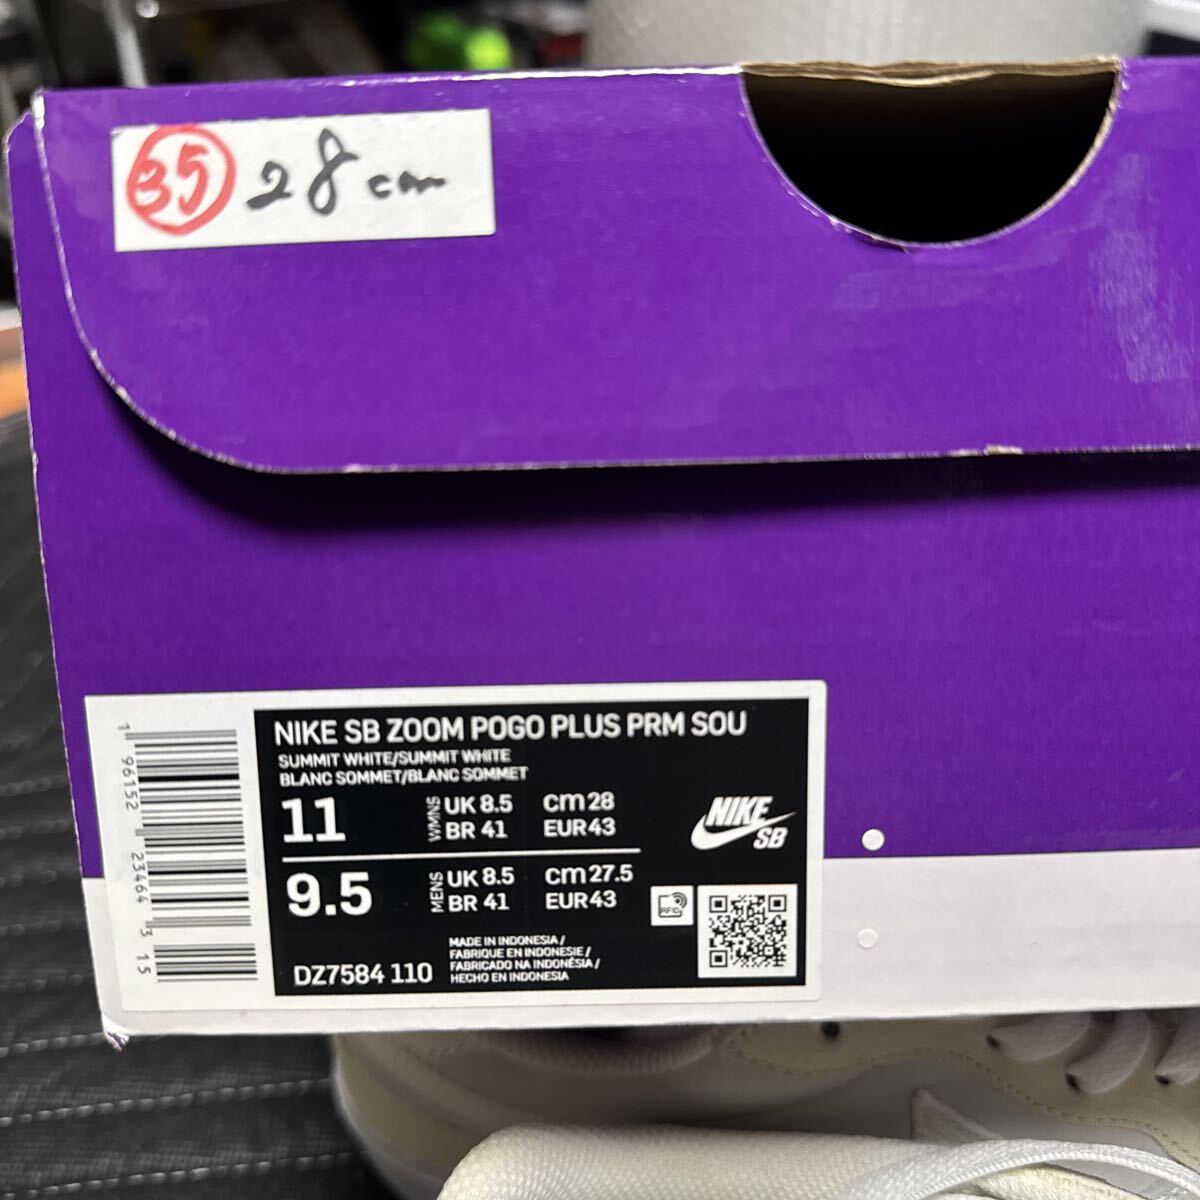 35 28 cm
NIKE SB ZOOM POGO PLUS PRM SOU
SUMMIT WHITE/SUMMIT WHITE
BLANC SOMMET/BLANC SOMMET
11 WMNS UK 8.5 cm 28
BR 41 EUR 43
9.5 MENS UK 8.5 cm 27.5
BR 41 EUR 43
NIKE
SB
RFID
DZ7584 110
MADE IN INDONESIA /
FABRIQUE EN INDONESIE /
FABRICADO NA INDONÉSIA /
HECHO EN INDONESIA
1 96152 23464 3 15